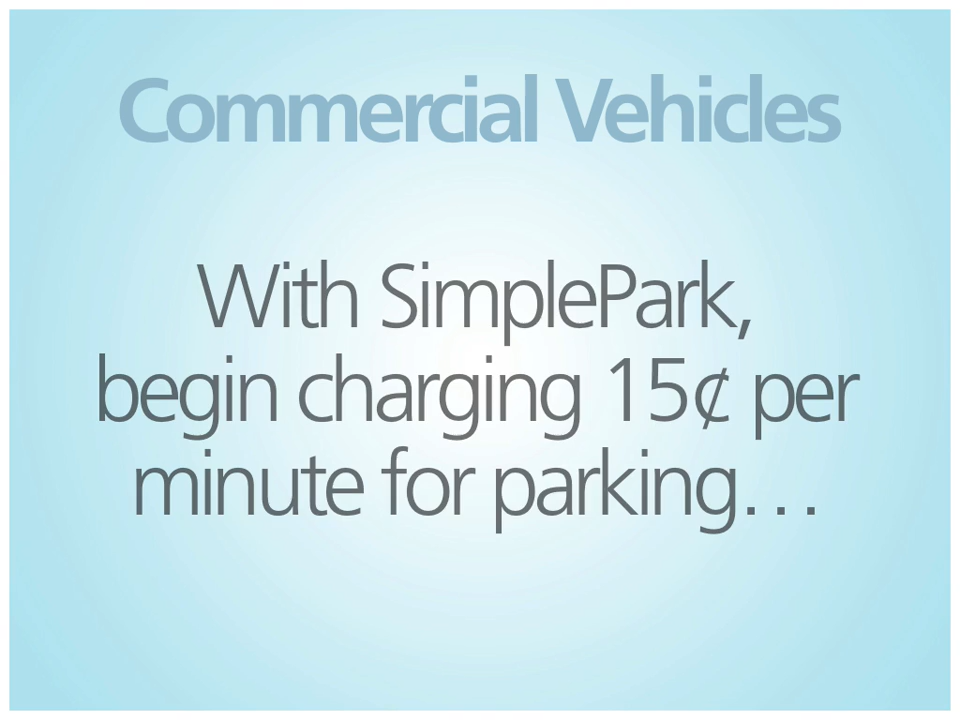 Commercial Vehicles
With SimplePark,
begin charging 15¢ per
minute for parking…